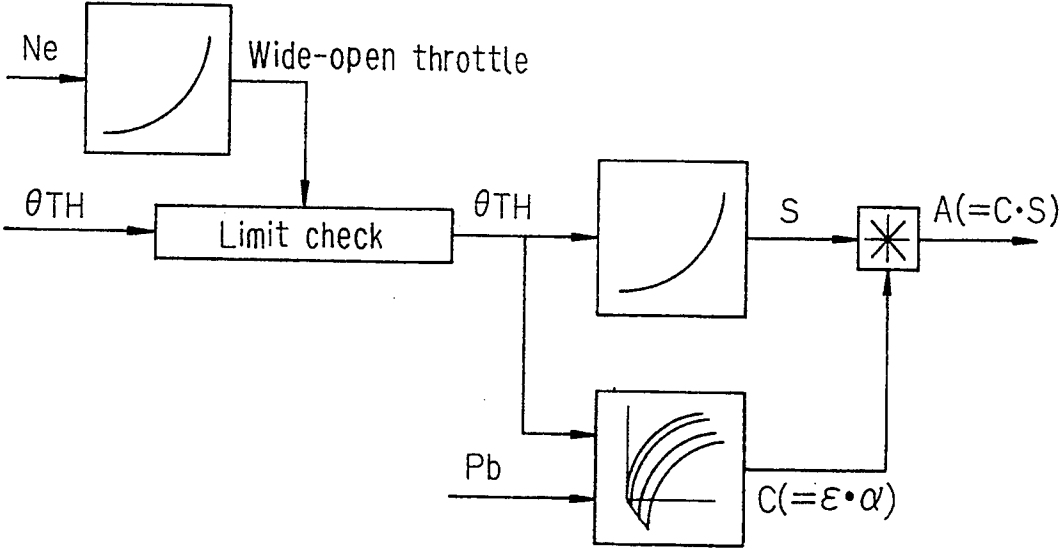 Ne
Wide-open throttle
θTH
Limit check
θTH
S
A(=C·S)
Pb
C(=ε·α)